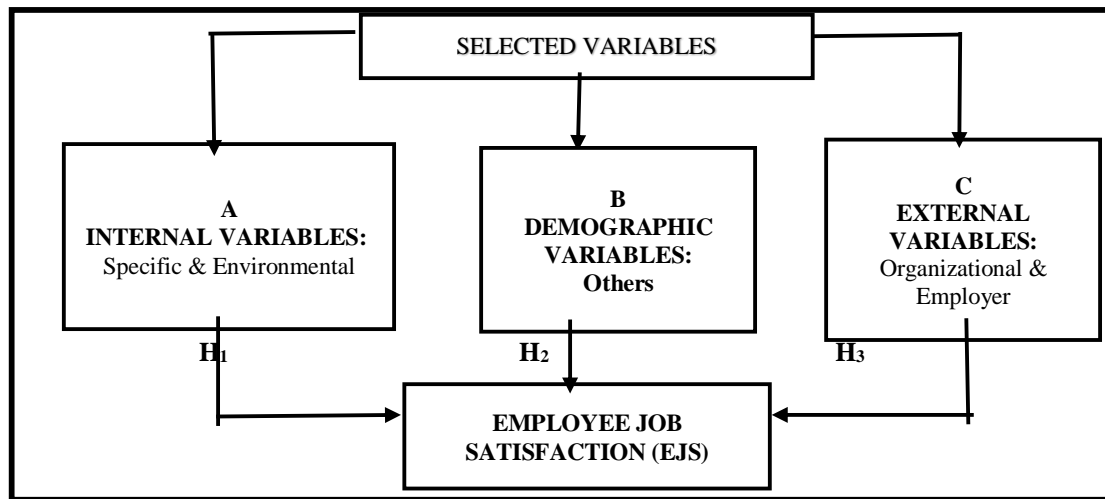 SELECTED VARIABLES
A
INTERNAL VARIABLES:
Specific & Environmental
B
DEMOGRAPHIC
VARIABLES:
Others
C
EXTERNAL
VARIABLES:
Organizational &
Employer
H1
H2
H3
EMPLOYEE JOB
SATISFACTION (EJS)